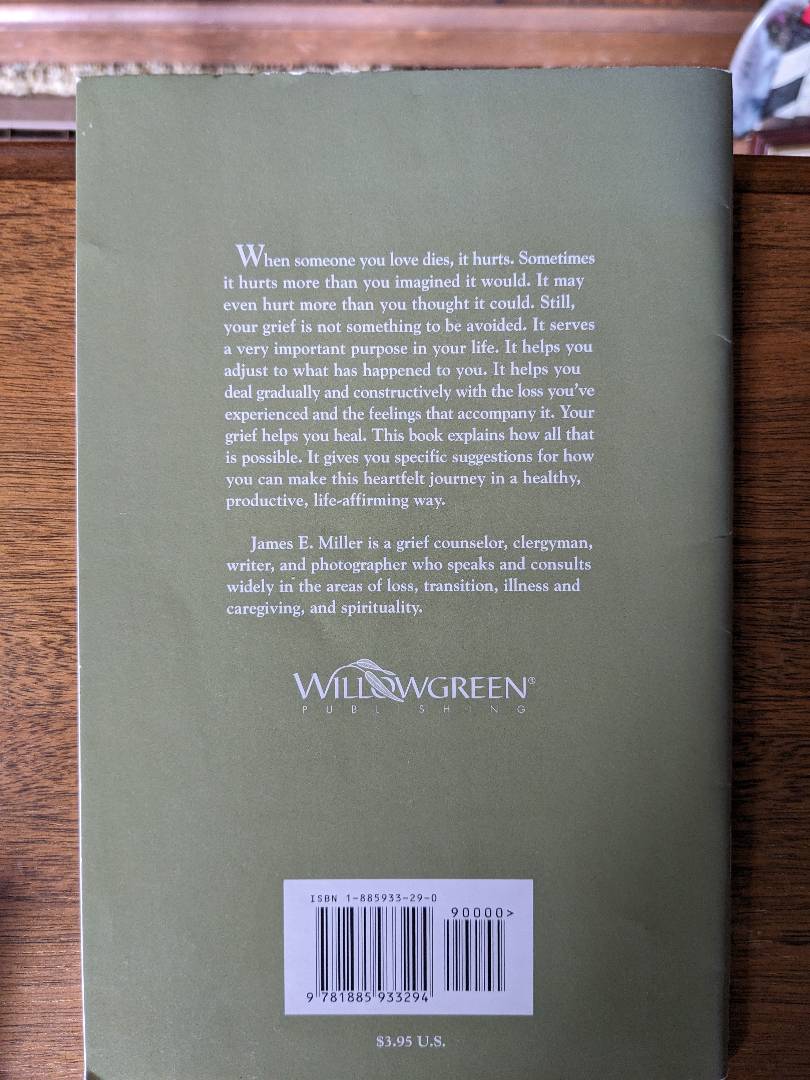 When someone you love dies, it hurts. Sometimes
it hurts more than you imagined it would. It may
even hurt more than you thought it could. Still,
your grief is not something to be avoided. It serves
a very important purpose in your life. It helps you
adjust to what has happened to you. It helps you
deal gradually and constructively with the loss you've
experienced and the feelings that accompany it. Your
grief helps you heal. This book explains how all that
is possible. It gives you specific suggestions for how
you can make this heartfelt journey in a healthy,
productive, life-affirming way.
James E. Miller is a grief counselor, clergyman,
writer, and photographer who speaks and consults
widely in the areas of loss, transition, illness and
caregiving, and spirituality.
WILLOWGREEN®
PUBLISHING
ISBN 1-885933-29-0
90000>
9 781885 933294
$3.95 U.S.